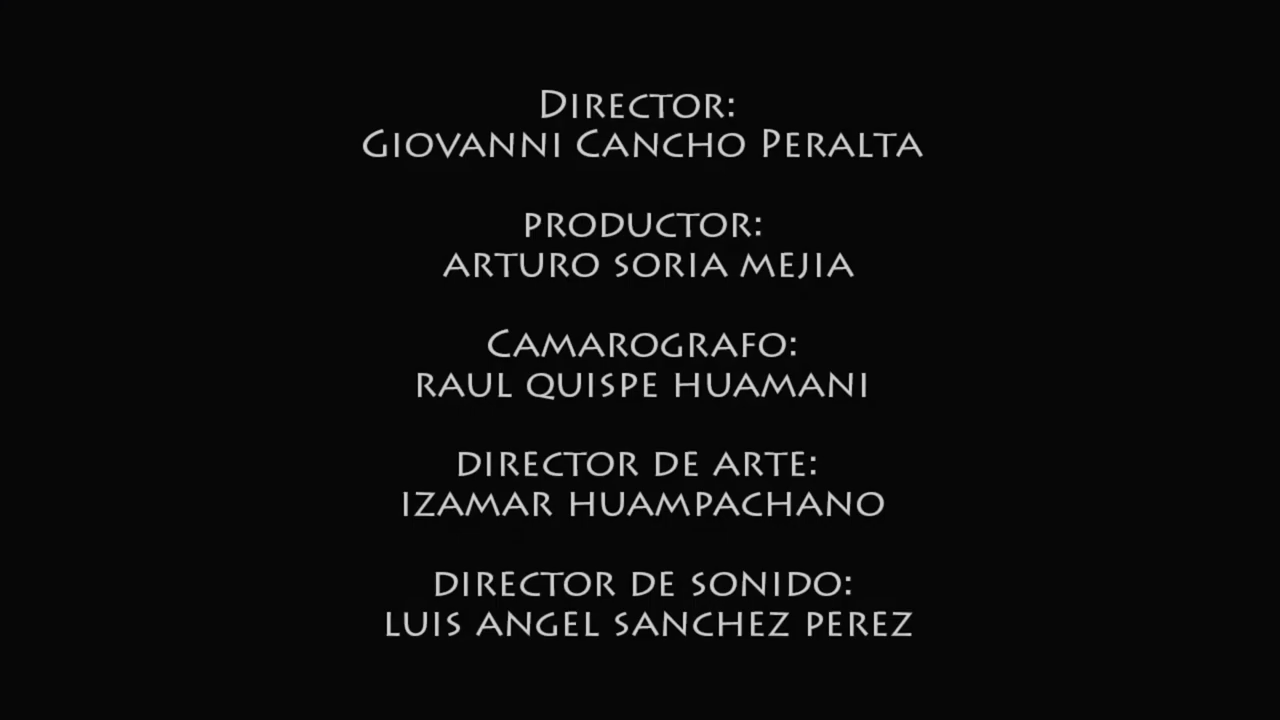 Director:
Giovanni Cancho Peralta
productor:
arturo soria mejia
Camarografo:
raul quispe huamani
director de arte:
izamar huampachano
director de sonido:
luis angel sanchez perez